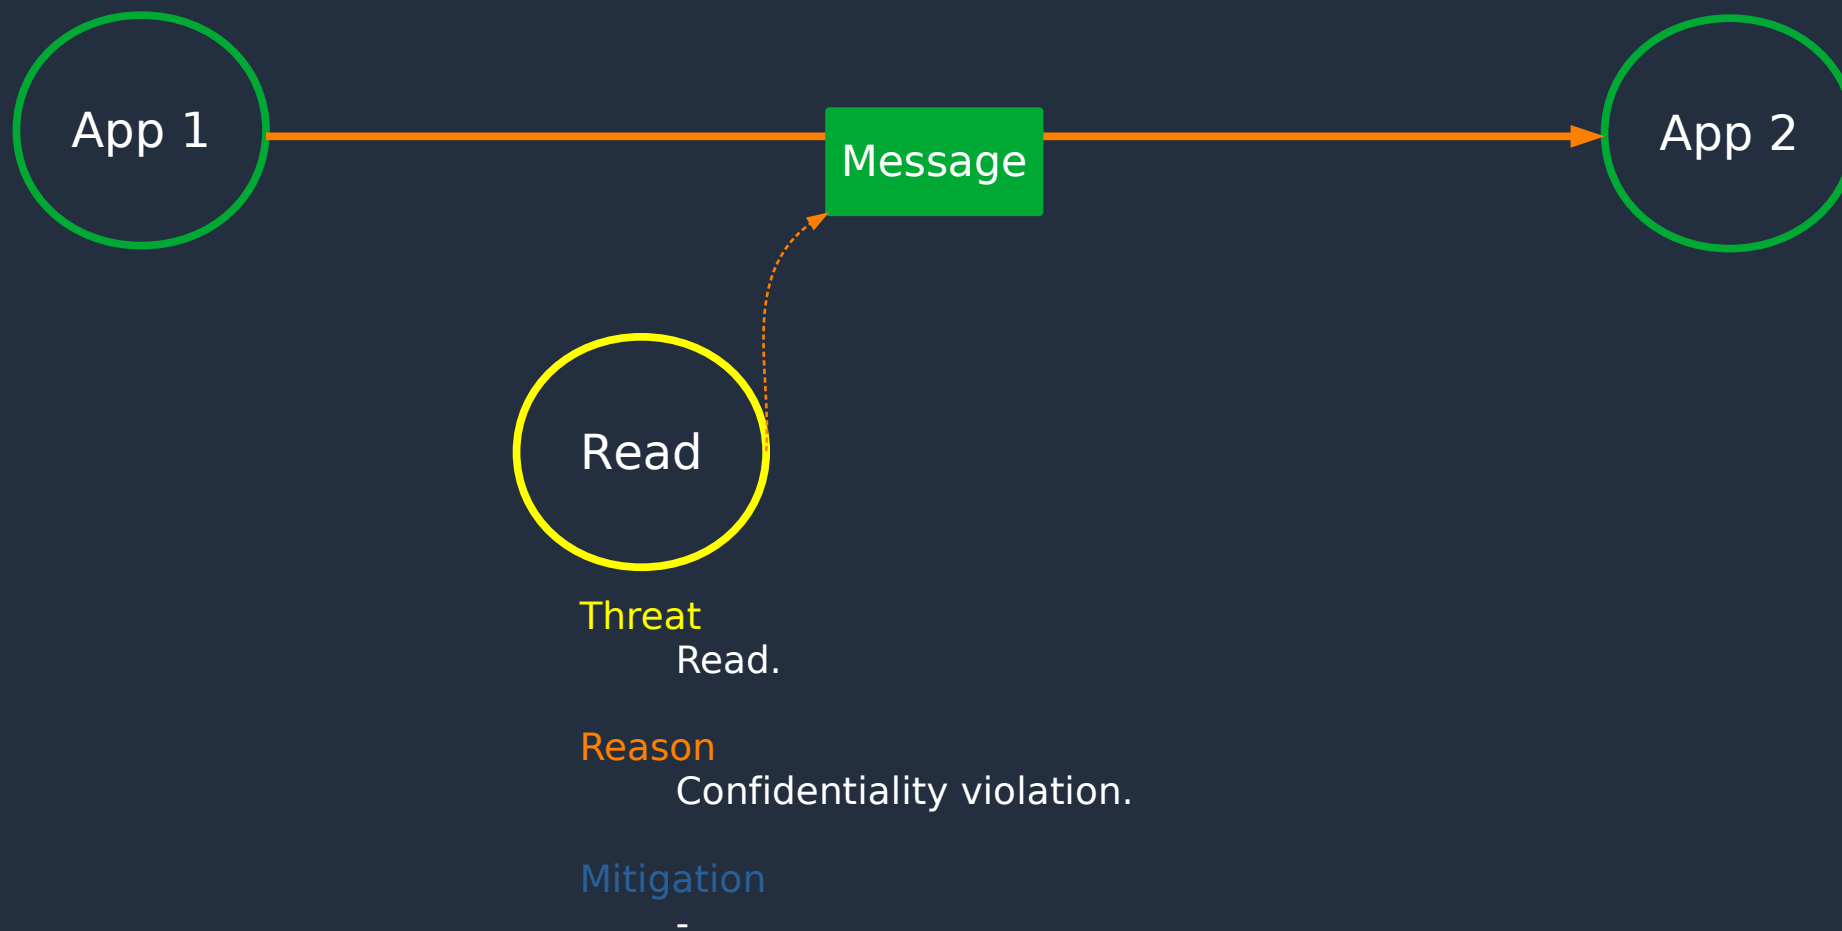 App 1
Message
App 2
Read
Threat
Read.
Reason
Confidentiality violation.
Mitigation
-